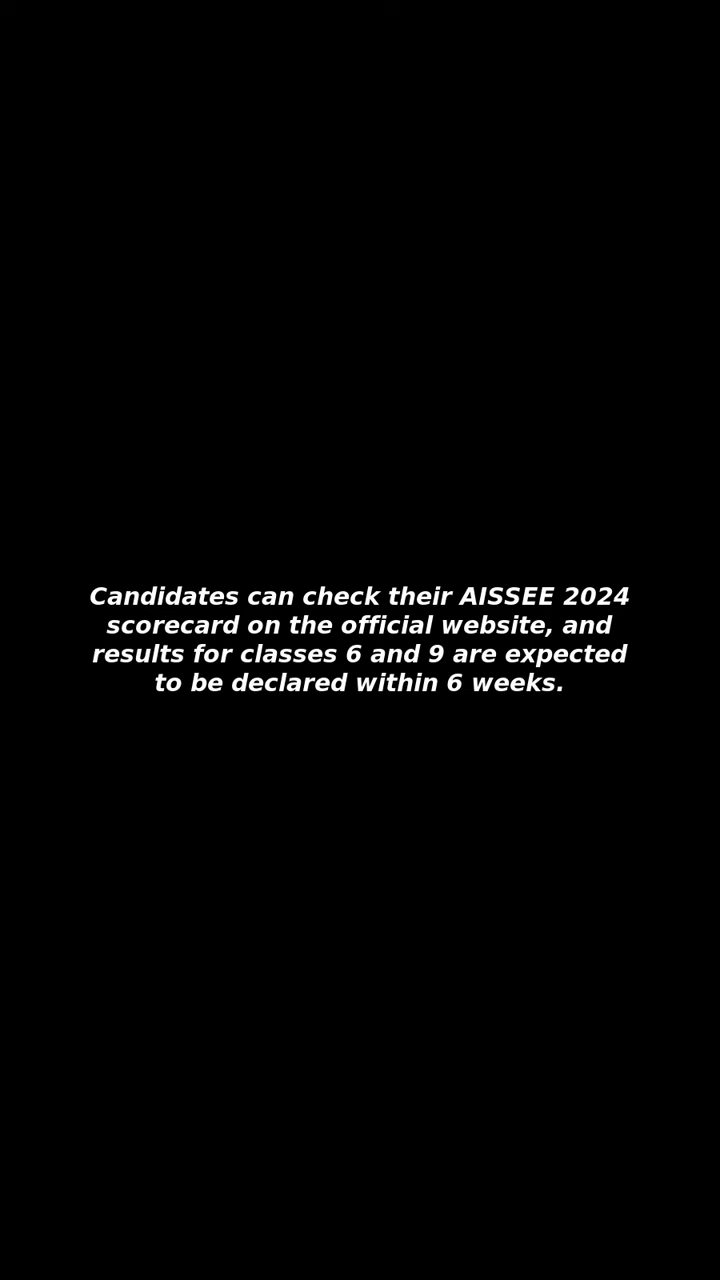 Candidates can check their AISSEE 2024
scorecard on the official website, and
results for classes 6 and 9 are expected
to be declared within 6 weeks.